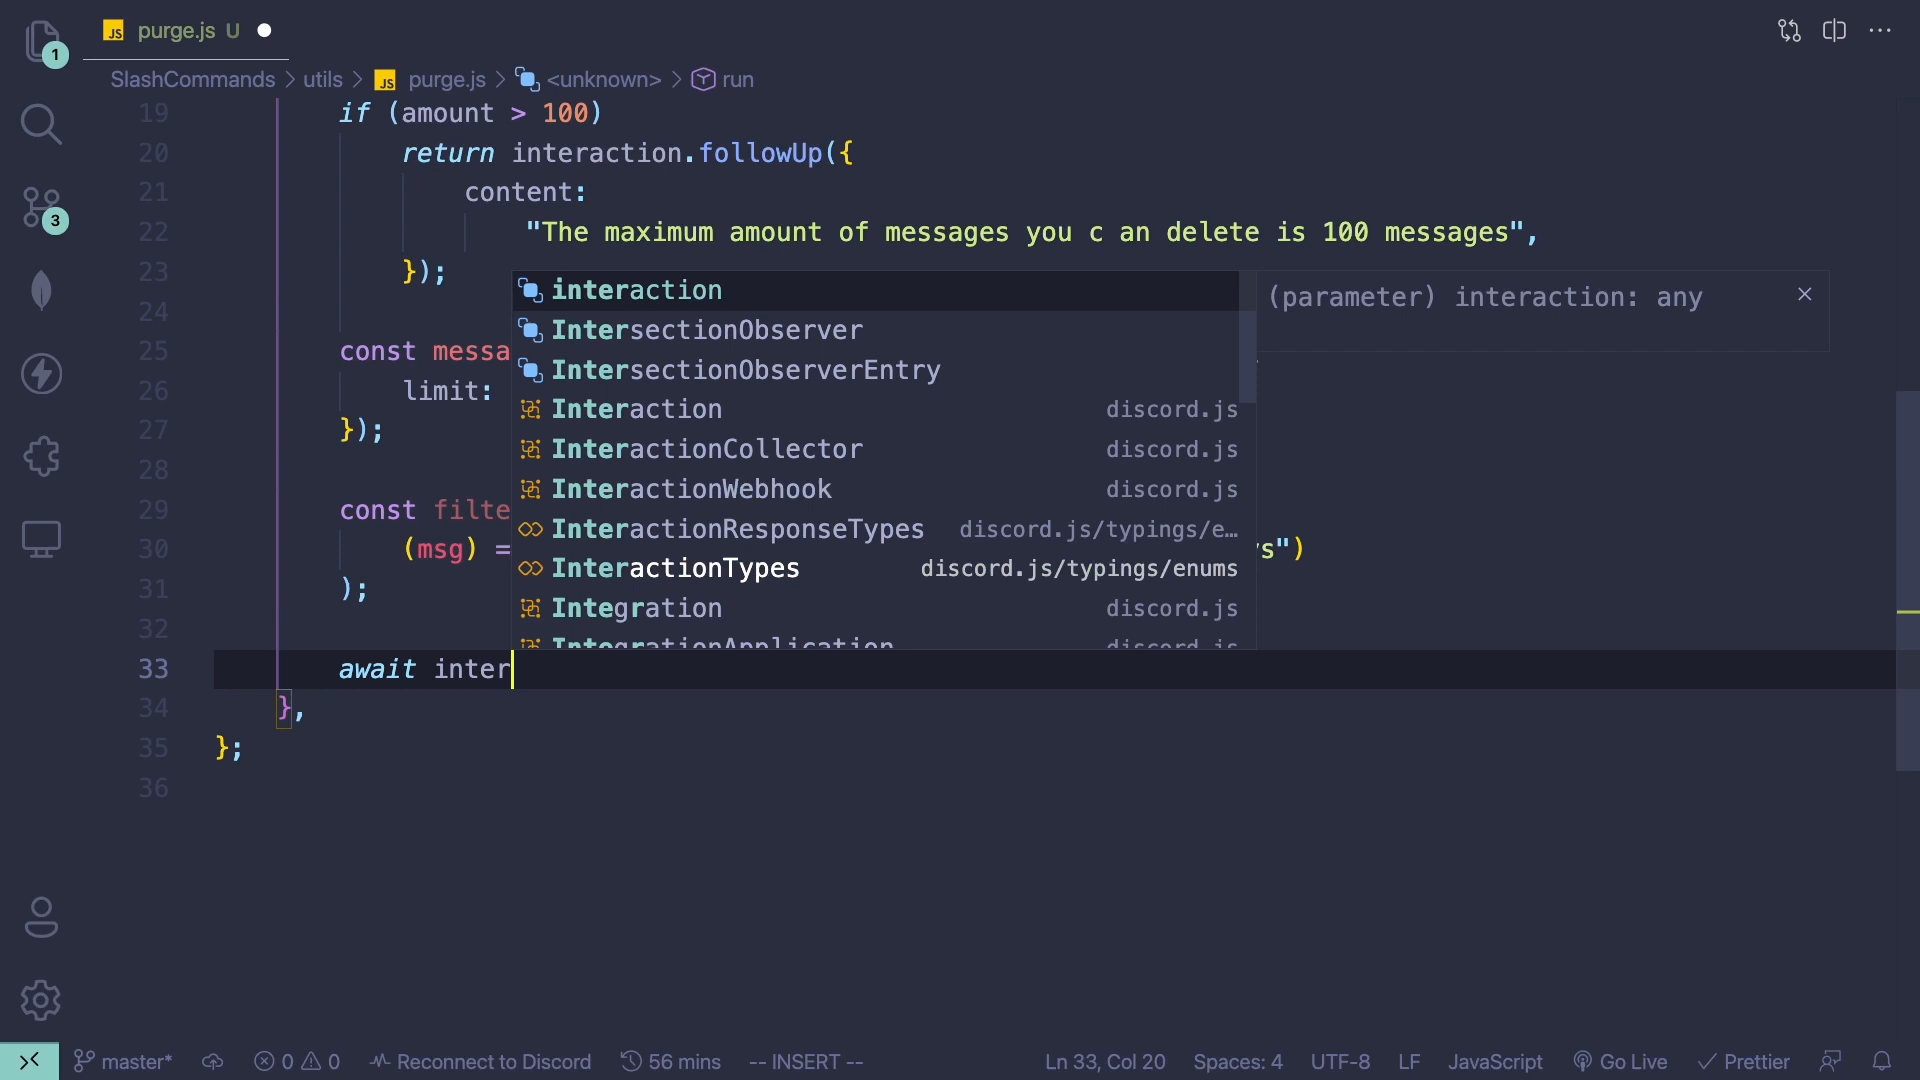 1
JS purge.js U
SlashCommands > utils > JS purge.js > <unknown> > run
19 if (amount > 100)
20 return interaction.followUp({
21 content:
22 "The maximum amount of messages you c an delete is 100 messages",
23 });
24
25 const messa
26 limit:
27 });
28
29 const filte
30 (msg) = s")
31 );
32
33 await inter
34 },
35 };
36
interaction
IntersectionObserver
IntersectionObserverEntry
Interaction discord.js
InteractionCollector discord.js
InteractionWebhook discord.js
InteractionResponseTypes discord.js/typings/e…
InteractionTypes discord.js/typings/enums
Integration discord.js
IntegrationApplication discord.js
(parameter) interaction: any
3
master* 0 0 Reconnect to Discord 56 mins -- INSERT -- Ln 33, Col 20 Spaces: 4 UTF-8 LF JavaScript Go Live Prettier